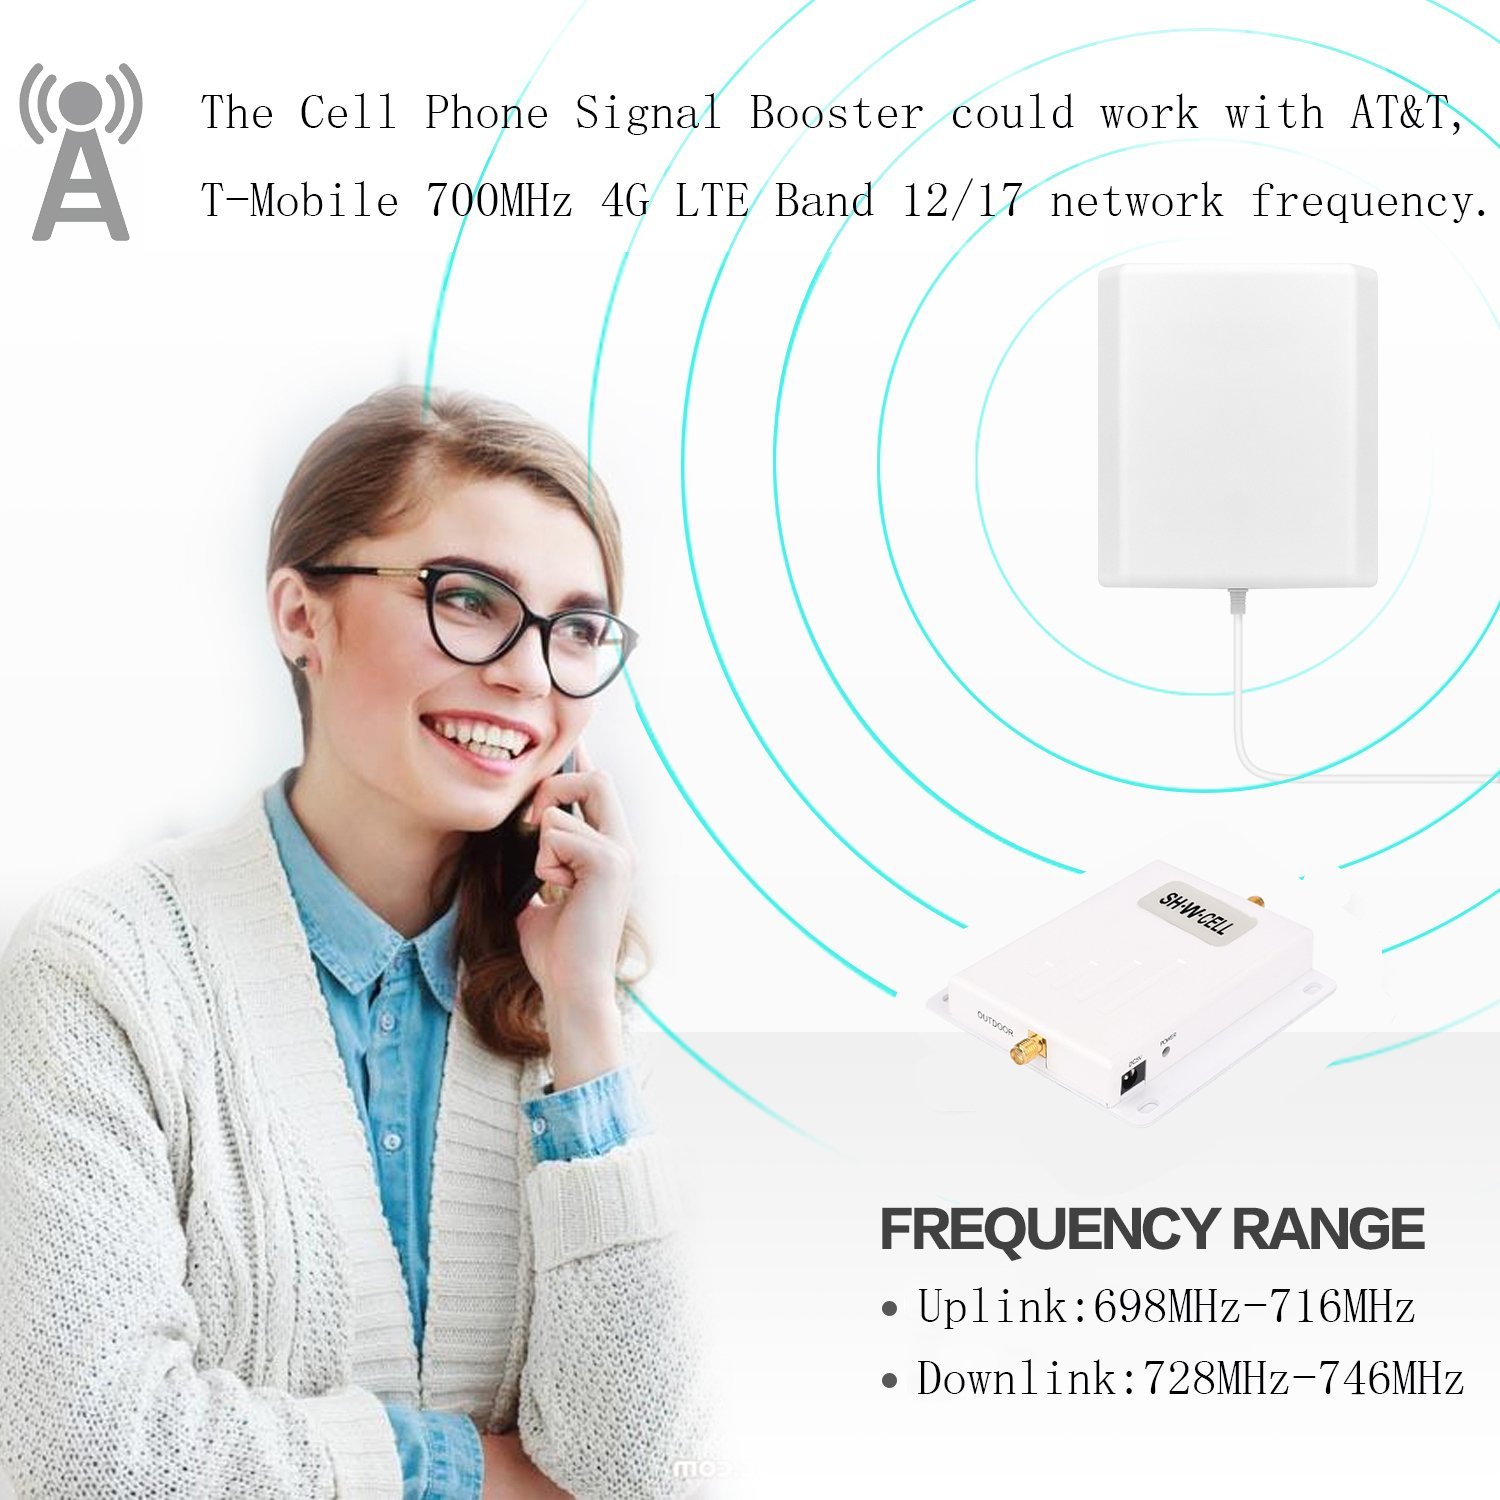 The Cell Phone Signal Booster could work with AT&T,
T-Mobile 700MHz 4G LTE Band 12/17 network frequency.
SH·W·CELL
OUTDOOR
DC5V
POWER
FREQUENCY RANGE
• Uplink:698MHz-716MHz
• Downlink:728MHz-746MHz